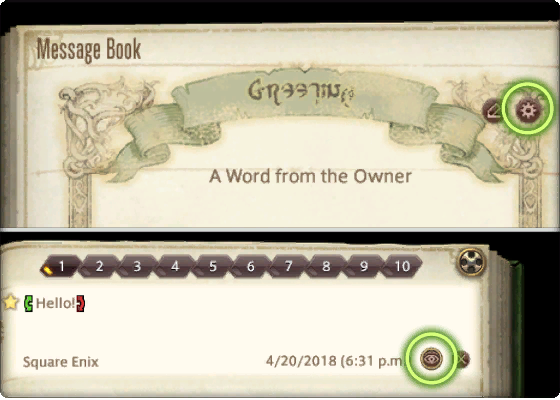 Message Book
GREETING
A Word from the Owner
1 2 3 4 5 6 7 8 9 10
Hello!
Square Enix
4/20/2018 (6:31 p.m.